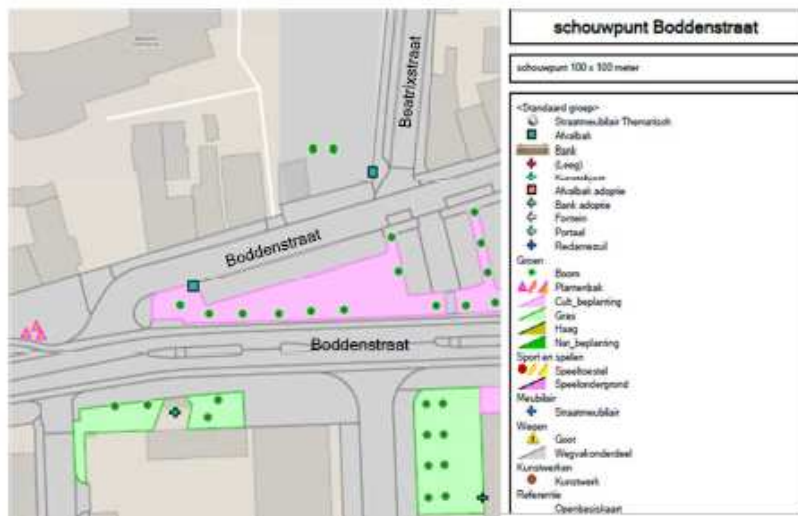 schouwpunt Boddenstraat
schouwpunt 100 x 100 meter
Beatrixstraat
Boddenstraat
Boddenstraat
<Standaard groep>
Straatmeubilair Thematisch
Afvalbak
Bank
(Leeg)
Kunstobject
Afvalbak adoptie
Bank adoptie
Fontein
Portaal
Reclamezuil
Groen
Boom
Plantenbak
Cult_beplanting
Gras
Haag
Nat_beplanting
Sport en spelen
Speeltoestel
Speelondergrond
Meubilair
Straatmeubilair
Wegen
Goot
Wegvakonderdeel
Kunstwerken
Kunstwerk
Referentie
Openbasiskaart